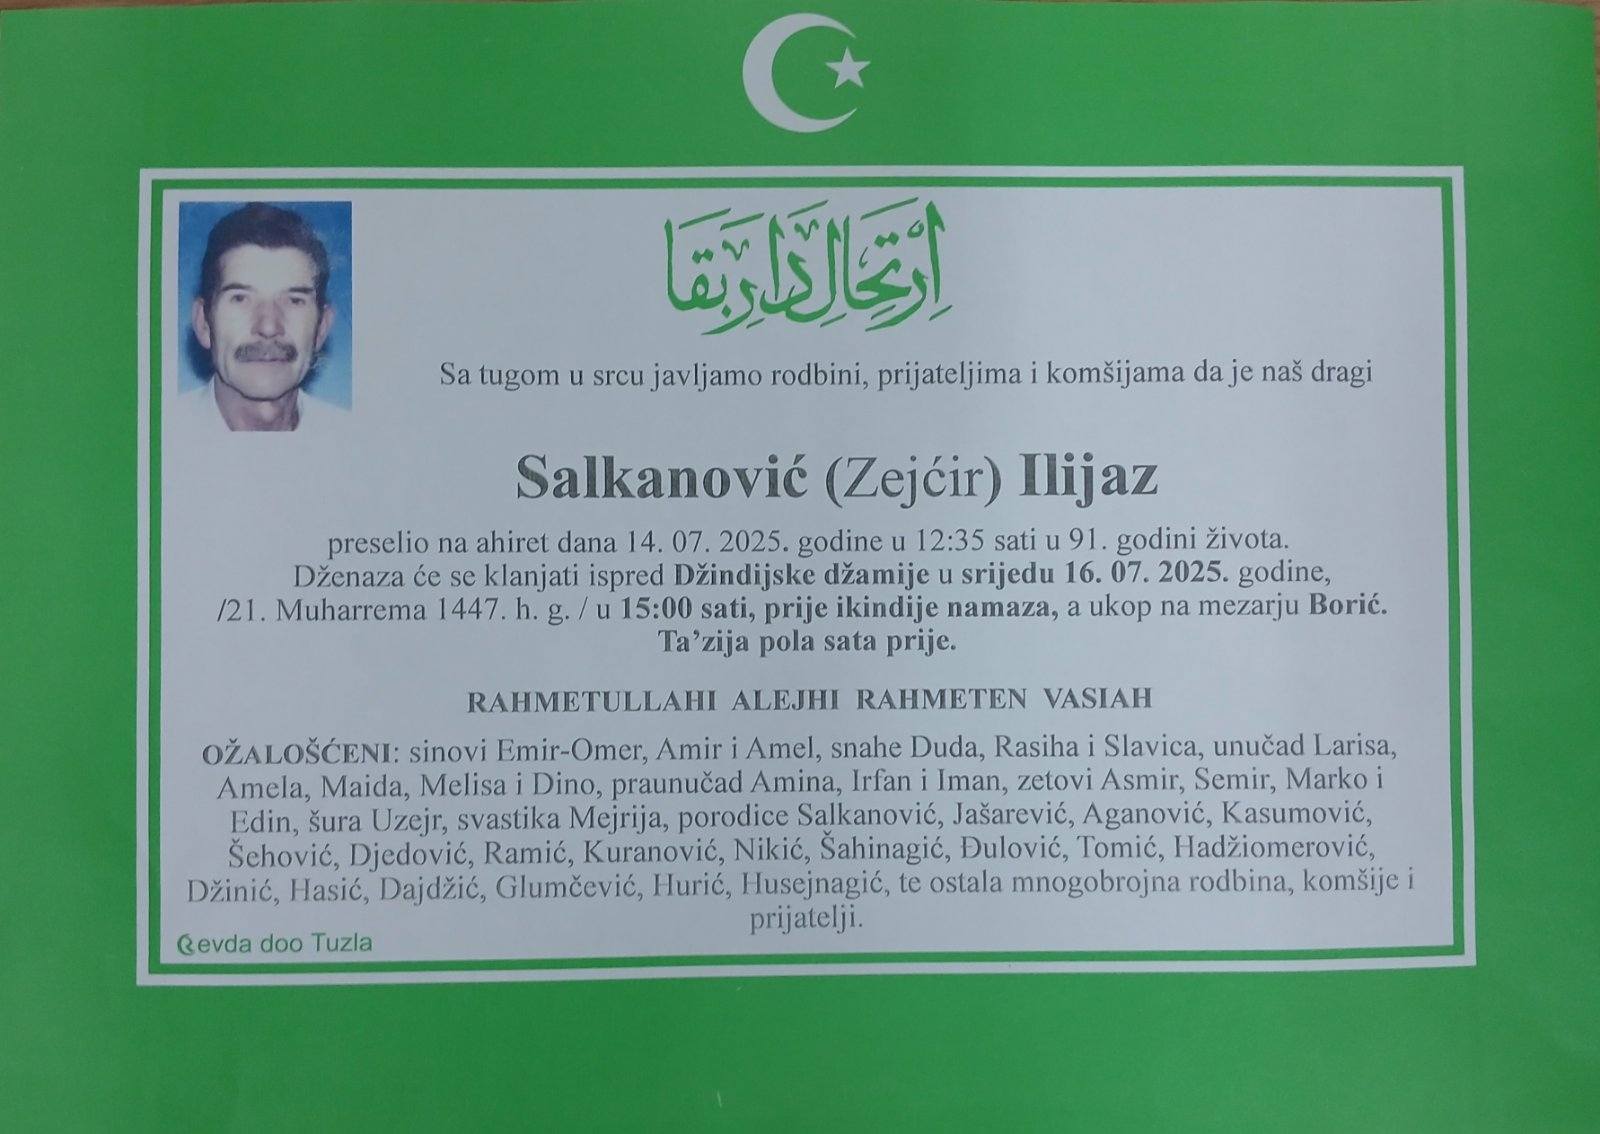 اِرْتِحَالِ دَارِ بَقَا
Sa tugom u srcu javljamo rodbini, prijateljima i komšijama da je naš dragi
Salkanović (Zejćir) Ilijaz
preselio na ahiret dana 14. 07. 2025. godine u 12:35 sati u 91. godini života.
Dženaza će se klanjati ispred Džindijske džamije u srijedu 16. 07. 2025. godine,
/21. Muharrema 1447. h. g. / u 15:00 sati, prije ikindije namaza, a ukop na mezarju Borić.
Ta’zija pola sata prije.
RAHMETULLAHI ALEJHI RAHMETEN VASIAH
OŽALOŠĆENI: sinovi Emir-Omer, Amir i Amel, snahe Duda, Rasiha i Slavica, unučad Larisa,
Amela, Maida, Melisa i Dino, praunučad Amina, Irfan i Iman, zetovi Asmir, Semir, Marko i
Edin, šura Uzejr, svastika Mejrija, porodice Salkanović, Jašarević, Aganović, Kasumović,
Šehović, Djedović, Ramić, Kuranović, Nikić, Šahinagić, Đulović, Tomić, Hadžiomerović,
Džinić, Hasić, Dajdžić, Glumčević, Hurić, Husejnagić, te ostala mnogobrojna rodbina, komšije i
prijatelji.
Revda doo Tuzla